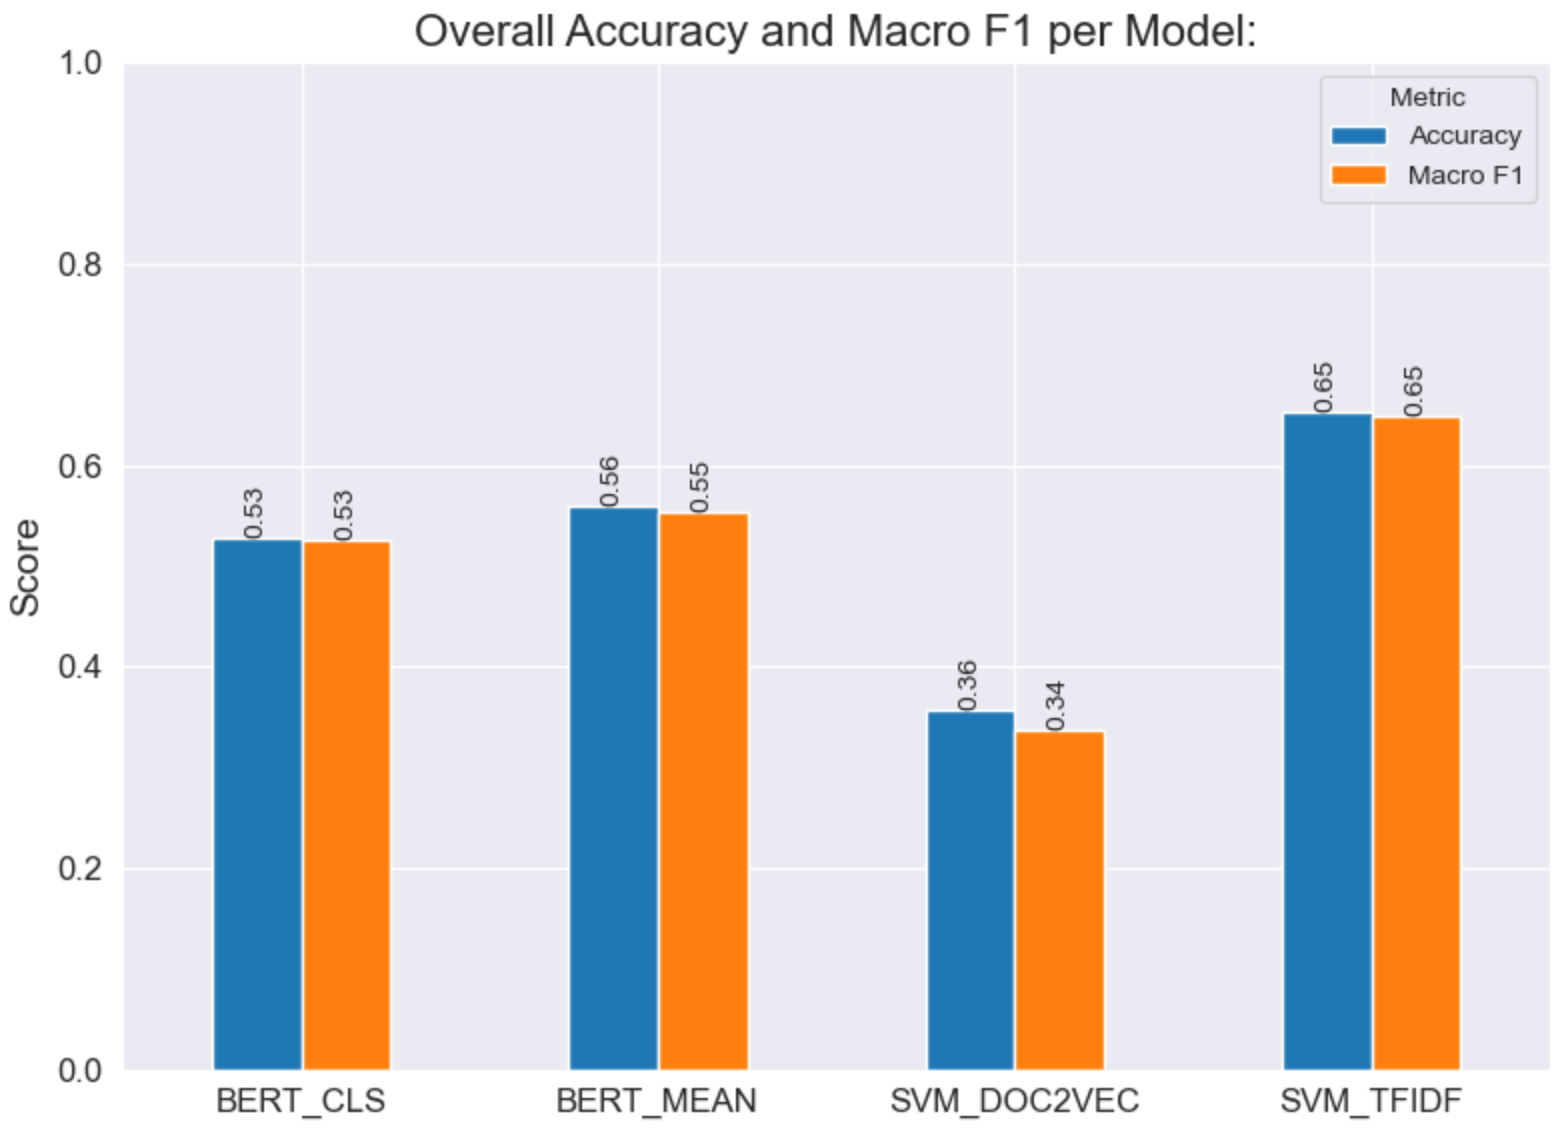 Overall Accuracy and Macro F1 per Model:
Metric
Accuracy
Macro F1
Score
1.0
0.8
0.6
0.4
0.2
0.0
0.53
0.53
0.56
0.55
0.36
0.34
0.65
0.65
BERT_CLS
BERT_MEAN
SVM_DOC2VEC
SVM_TFIDF